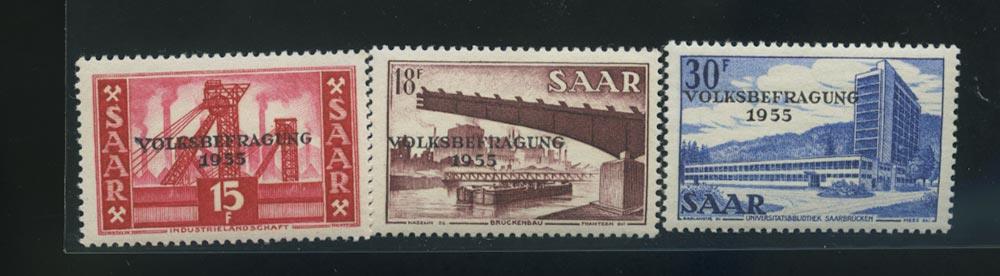 SAAR
SAAR
VOLKSBEFRAGUNG
1955
15
F
INDUSTRIELANDSCHAFT
18F
SAAR
VOLKSBEFRAGUNG
1955
BRÜCKENBAU
30F
VOLKSBEFRAGUNG
1955
SAAR
UNIVERSITÄTSBIBLIOTHEK SAARBRÜCKEN